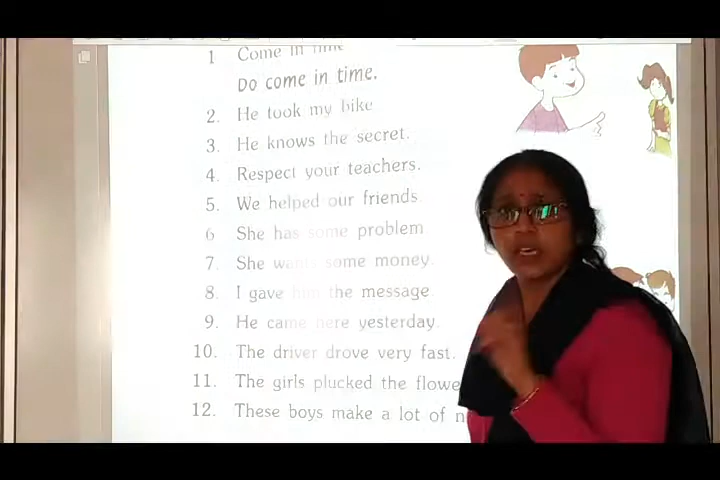 1 Come in time
Do come in time.
2. He took my bike
3. He knows the secret.
4. Respect your teachers.
5. We helped our friends.
6 She has some problem
7. She wants some money.
8. I gave him the message.
9. He came here yesterday.
10. The driver drove very fast.
11. The girls plucked the flowe
12. These boys make a lot of n